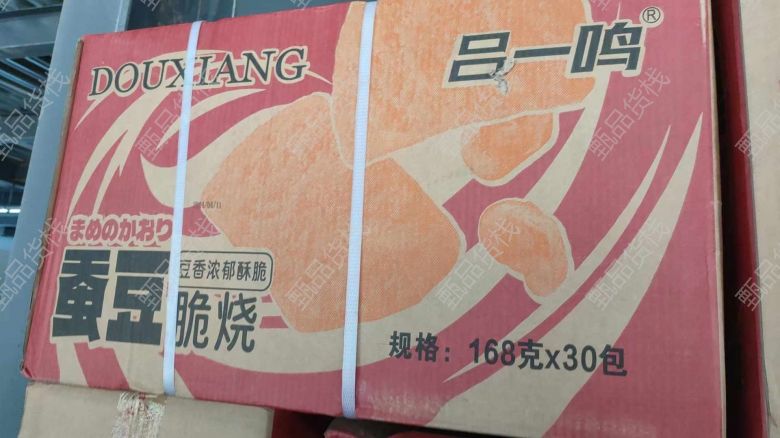 DOUXIANG
吕一鸣®
まめのかおり
蚕豆
豆香浓郁酥脆
脆烧
规格：168克x30包
甄品货栈